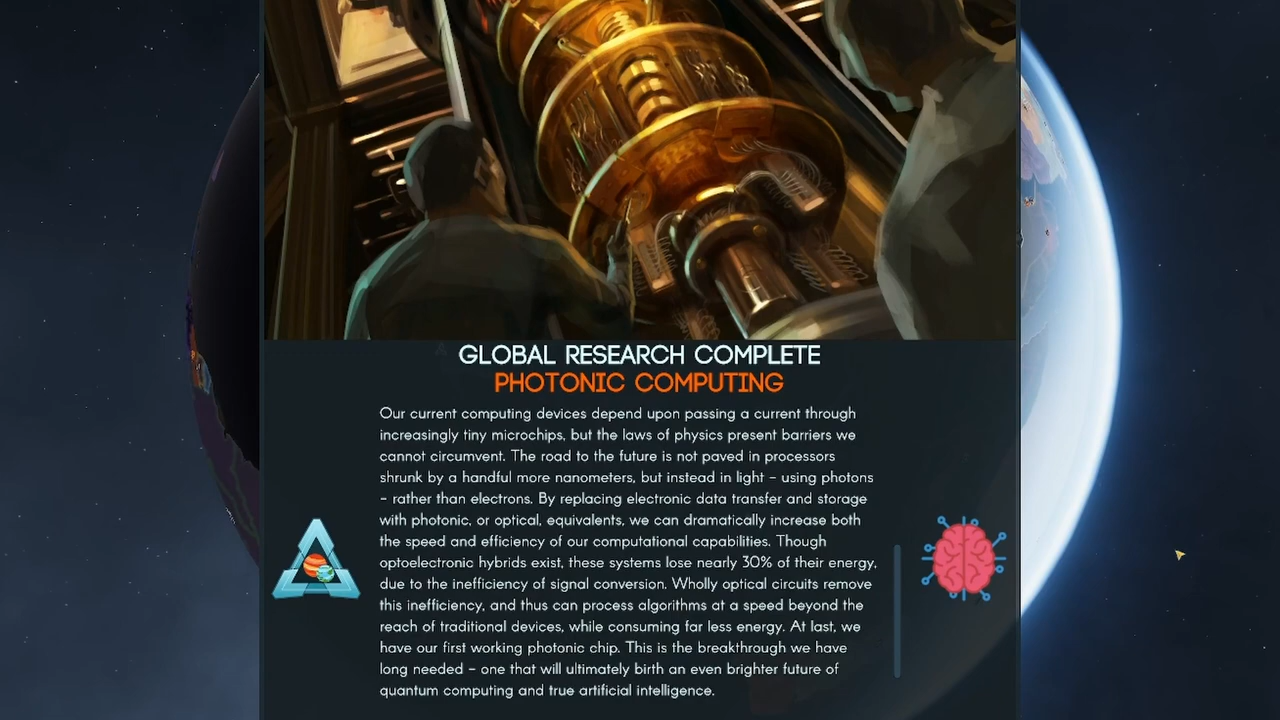 GLOBAL RESEARCH COMPLETE
PHOTONIC COMPUTING
Our current computing devices depend upon passing a current through
increasingly tiny microchips, but the laws of physics present barriers we
cannot circumvent. The road to the future is not paved in processors
shrunk by a handful more nanometers, but instead in light – using photons
– rather than electrons. By replacing electronic data transfer and storage
with photonic, or optical, equivalents, we can dramatically increase both
the speed and efficiency of our computational capabilities. Though
optoelectronic hybrids exist, these systems lose nearly 30% of their energy,
due to the inefficiency of signal conversion. Wholly optical circuits remove
this inefficiency, and thus can process algorithms at a speed beyond the
reach of traditional devices, while consuming far less energy. At last, we
have our first working photonic chip. This is the breakthrough we have
long needed – one that will ultimately birth an even brighter future of
quantum computing and true artificial intelligence.